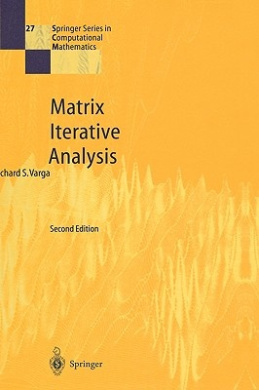 27
Springer Series in
Computational
Mathematics
Matrix
Iterative
Analysis
chard S. Varga
Second Edition
Springer